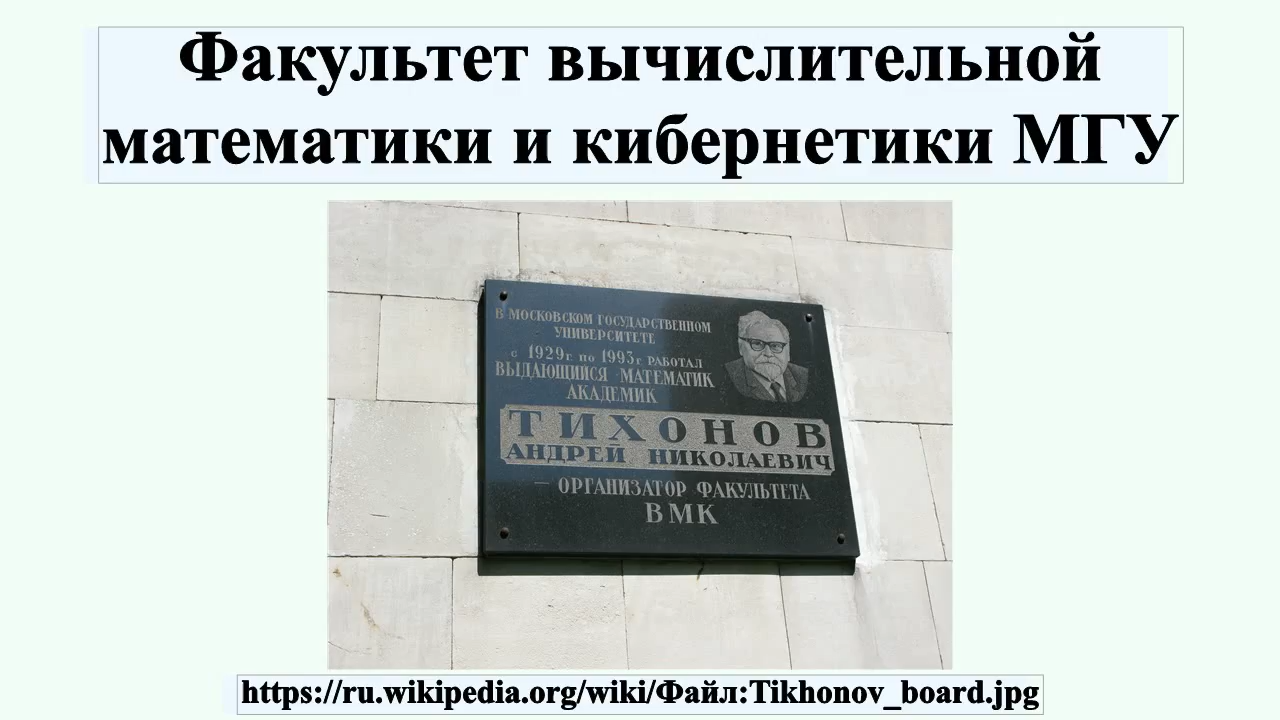 Факультет вычислительной
математики и кибернетики МГУ
В МОСКОВСКОМ ГОСУДАРСТВЕННОМ
УНИВЕРСИТЕТЕ
с 1929г. по 1993г. РАБОТАЛ
ВЫДАЮЩИЙСЯ МАТЕМАТИК
АКАДЕМИК
ТИХОНОВ
АНДРЕЙ НИКОЛАЕВИЧ
— ОРГАНИЗАТОР ФАКУЛЬТЕТА
ВМК
https://ru.wikipedia.org/wiki/Файл:Tikhonov_board.jpg